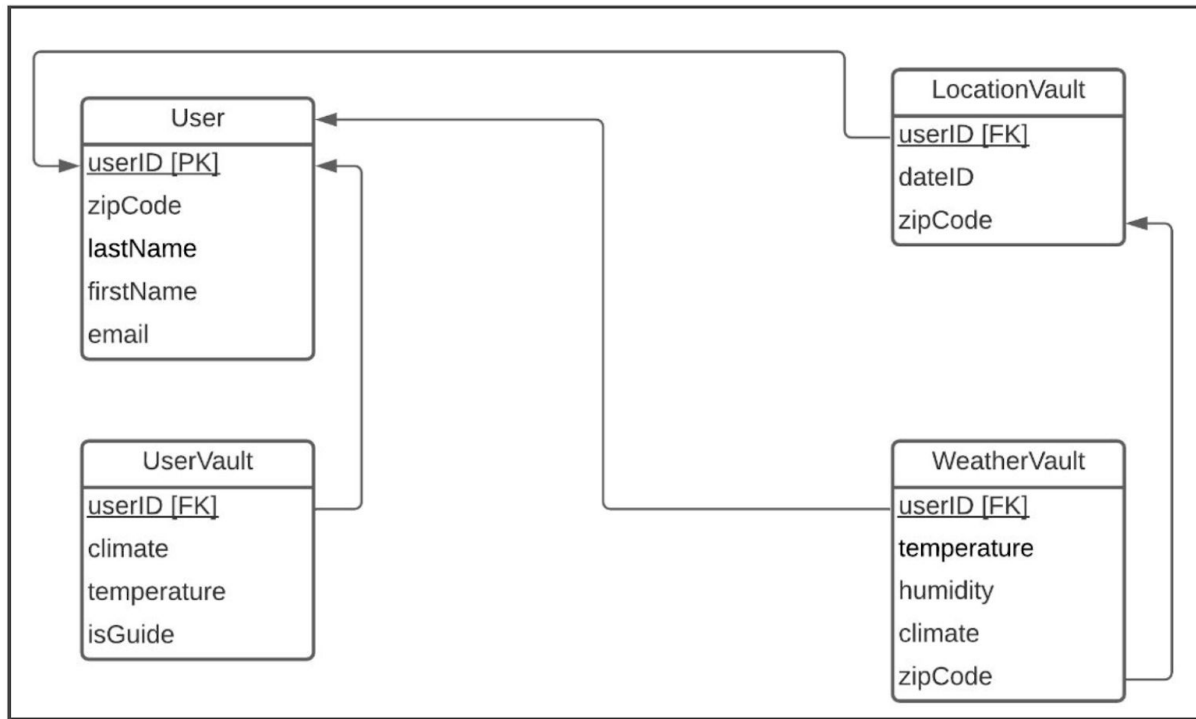 User
userID [PK]
zipCode
lastName
firstName
email
LocationVault
userID [FK]
dateID
zipCode
UserVault
userID [FK]
climate
temperature
isGuide
WeatherVault
userID [FK]
temperature
humidity
climate
zipCode